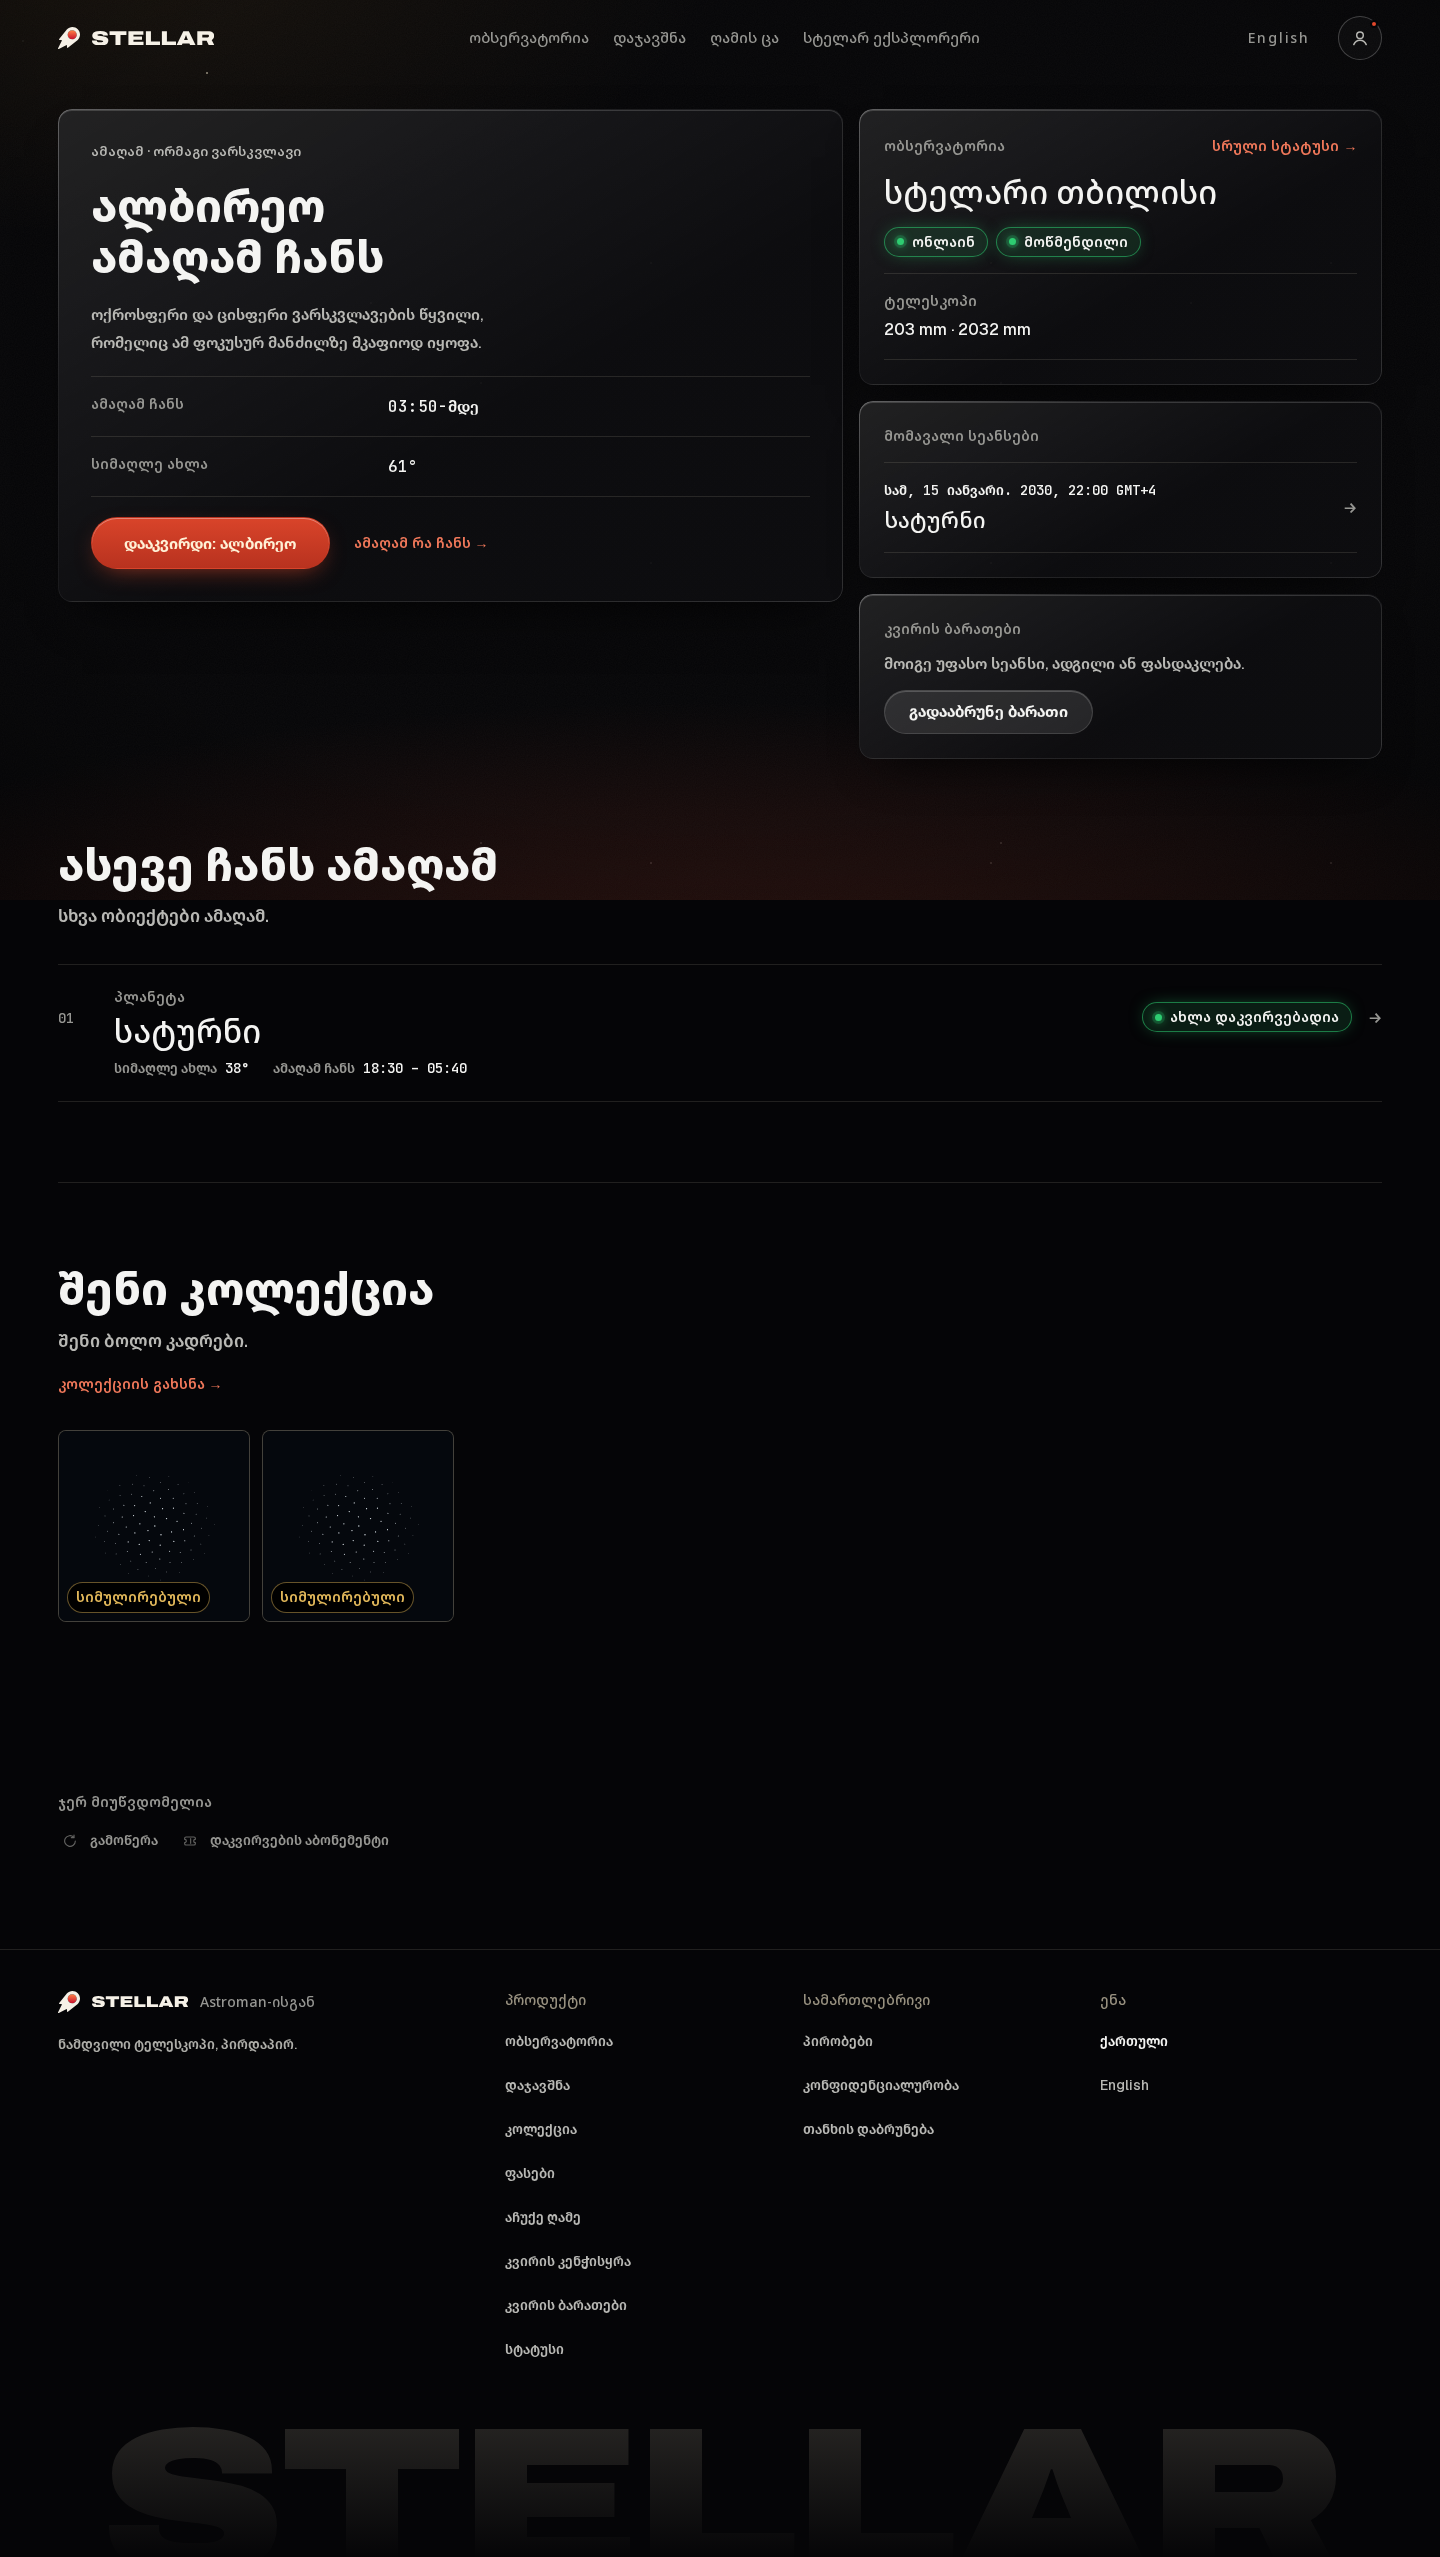 STELLAR
ობსერვატორია დაჯავშნა ღამის ცა სტელარ ექსპლორერი
English
ამაღამ · ორმაგი ვარსკვლავი
ალბირეო
ამაღამ ჩანს
ოქროსფერი და ცისფერი ვარსკვლავების წყვილი,
რომელიც ამ ფოკუსურ მანძილზე მკაფიოდ იყოფა.
ამაღამ ჩანს 03:50-მდე
სიმაღლე ახლა 61°
დააკვირდი: ალბირეო ამაღამ რა ჩანს →
ობსერვატორია სრული სტატუსი →
სტელარი თბილისი
ონლაინ მოწმენდილი
ტელესკოპი
203 mm · 2032 mm
მომავალი სეანსები
სამ, 15 იანვარი. 2030, 22:00 GMT+4
სატურნი →
კვირის ბარათები
მოიგე უფასო სეანსი, ადგილი ან ფასდაკლება.
გადააბრუნე ბარათი
ასევე ჩანს ამაღამ
სხვა ობიექტები ამაღამ.
პლანეტა
01 სატურნი ახლა დაკვირვებადია →
სიმაღლე ახლა 38° ამაღამ ჩანს 18:30 – 05:40
შენი კოლექცია
შენი ბოლო კადრები.
კოლექციის გახსნა →
სიმულირებული სიმულირებული
ჯერ მიუწვდომელია
გამოწერა დაკვირვების აბონემენტი
STELLAR Astroman-ისგან
ნამდვილი ტელესკოპი, პირდაპირ.
პროდუქტი
ობსერვატორია
დაჯავშნა
კოლექცია
ფასები
აჩუქე ღამე
კვირის კენჭისყრა
კვირის ბარათები
სტატუსი
სამართლებრივი
პირობები
კონფიდენციალურობა
თანხის დაბრუნება
ენა
ქართული
English
STELLAR